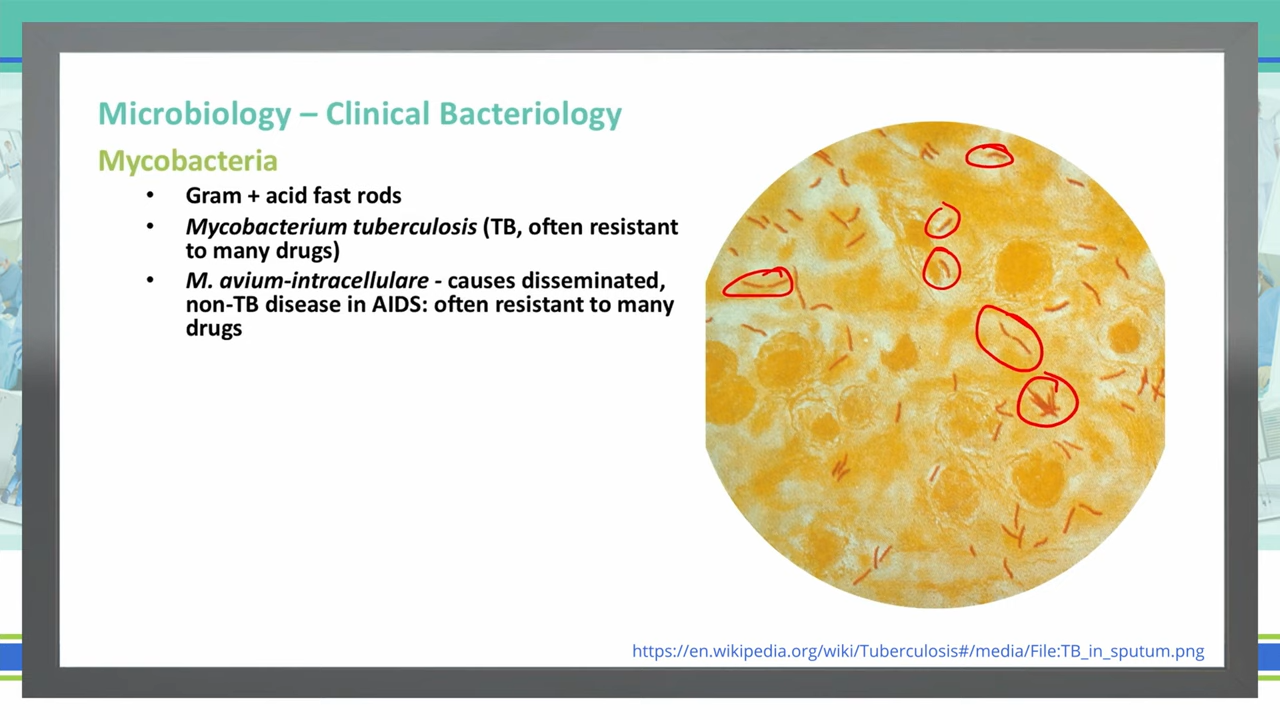 Microbiology – Clinical Bacteriology
Mycobacteria
• Gram + acid fast rods
• Mycobacterium tuberculosis (TB, often resistant
to many drugs)
• M. avium-intracellulare - causes disseminated,
non-TB disease in AIDS: often resistant to many
drugs
https://en.wikipedia.org/wiki/Tuberculosis#/media/File:TB_in_sputum.png